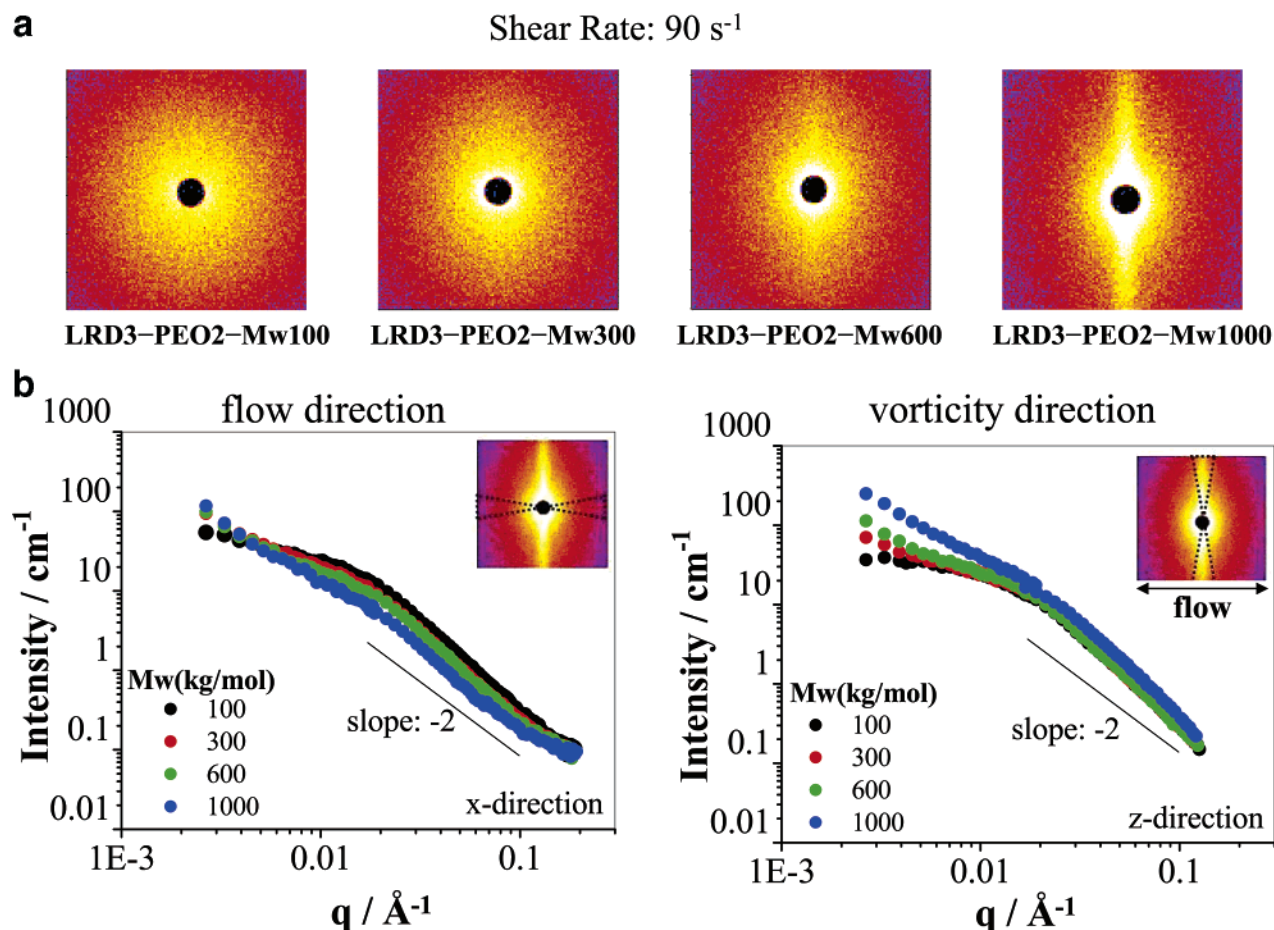 a
Shear Rate: 90 s⁻¹
LRD3–PEO2–Mw100
LRD3–PEO2–Mw300
LRD3–PEO2–Mw600
LRD3–PEO2–Mw1000
b
flow direction
1000
100
10
1
0.1
0.01
Intensity / cm⁻¹
Mw(kg/mol)
100
300
600
1000
slope: -2
x-direction
1E-3
0.01
0.1
q / Å⁻¹
vorticity direction
1000
100
10
1
0.1
0.01
Intensity / cm⁻¹
flow
Mw(kg/mol)
100
300
600
1000
slope: -2
z-direction
1E-3
0.01
0.1
q / Å⁻¹